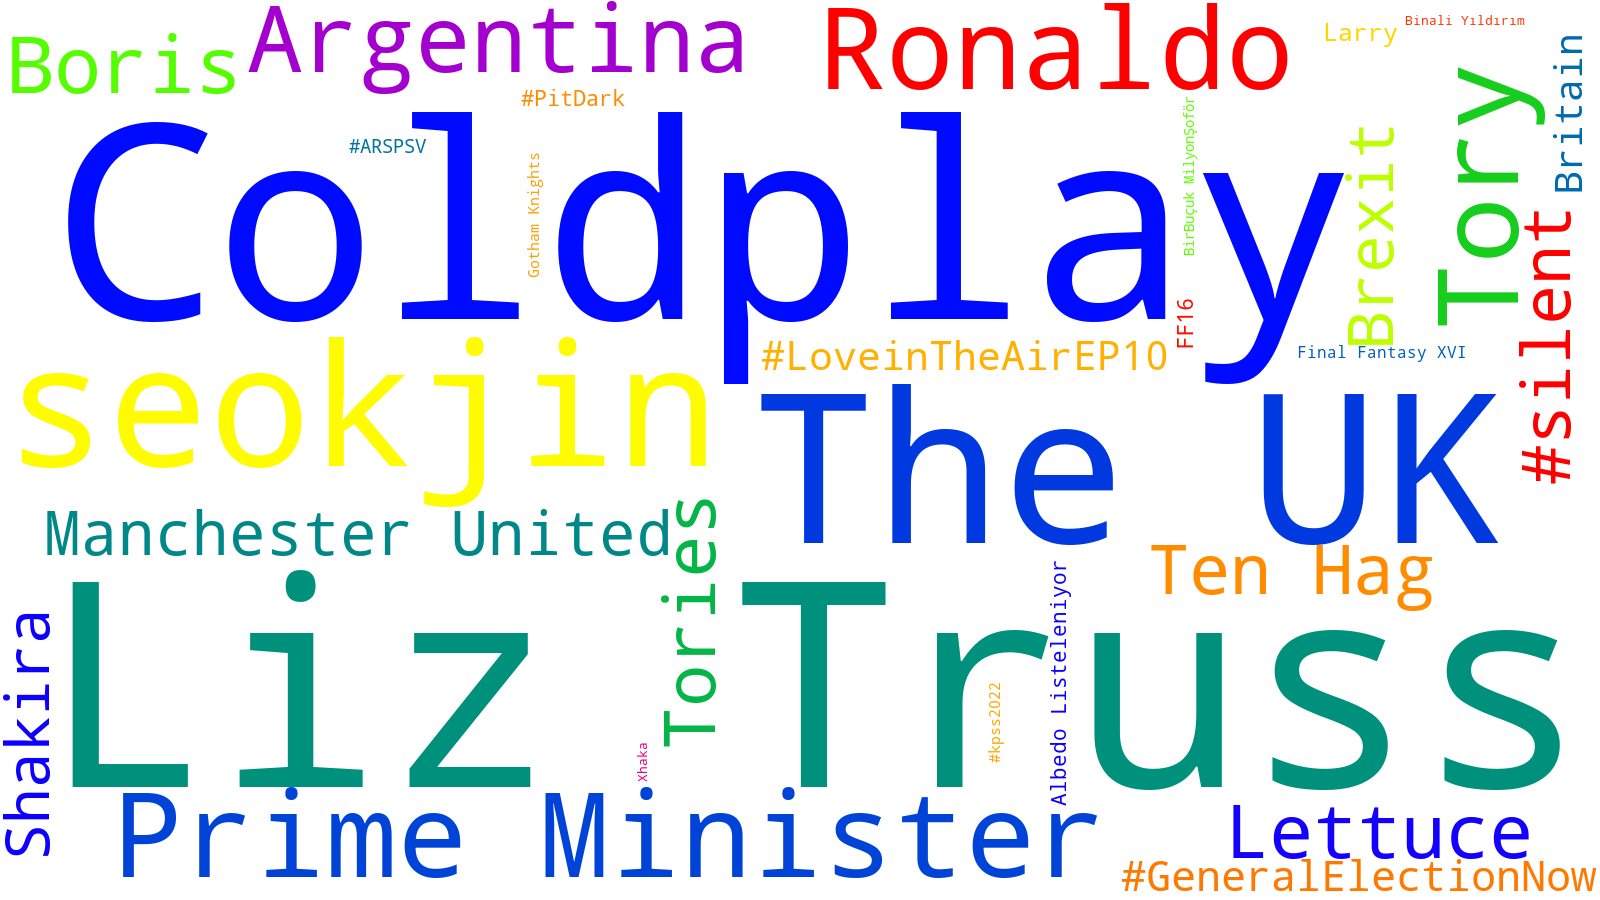 Boris
Argentina
Ronaldo
Larry
Binali Yıldırım
Britain
#PitDark
#ARSPSV
Coldplay
Gotham Knights
BirBuçuk MilyonŞoför
Brexit
Tory
#silent
FF16
Final Fantasy XVI
seokjin
#LoveinTheAirEP10
The UK
Manchester United
Tories
Ten Hag
Shakira
Liz Truss
Albedo Listeleniyor
#kpss2022
Xhaka
Prime Minister
Lettuce
#GeneralElectionNow